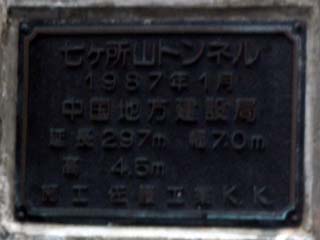 七ヶ所山トンネル
1987年1月
中国地方建設局
延長297m 幅7.0m
高 4.5m
施工 佐藤工業K.K